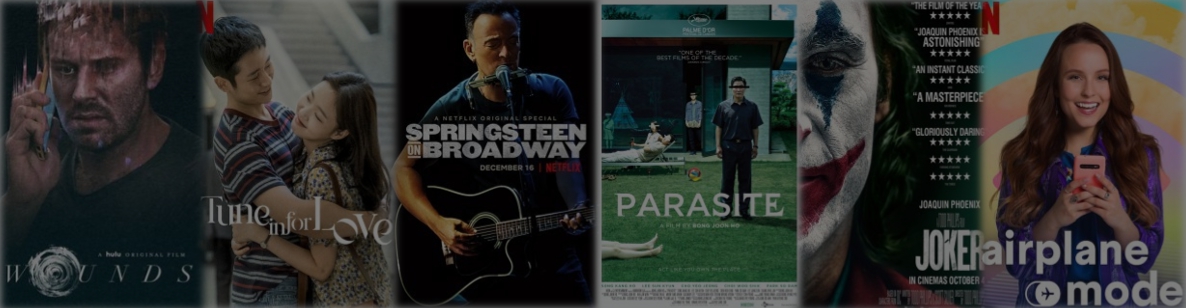 A hulu ORIGINAL FILM
WOUNDS
N
Tune in for Love
A NETFLIX ORIGINAL SPECIAL
SPRINGSTEEN
ON BROADWAY
DECEMBER 16 | NETFLIX
PALME D'OR
"ONE OF THE
BEST FILMS OF THE DECADE"
PARASITE
A FILM BY BONG JOON HO
"THE FILM OF THE YEAR
★★★★★
"JOAQUIN PHOENIX
ASTONISHING"
★★★★★
"AN INSTANT CLASSIC
★★★★★
"A MASTERPIECE
★★★★★
"GLORIOUSLY DARING
★★★★★
★★★★★
★★★★★
JOAQUIN PHOENIX
JOKER
IN CINEMAS OCTOBER
N
airplane
mode